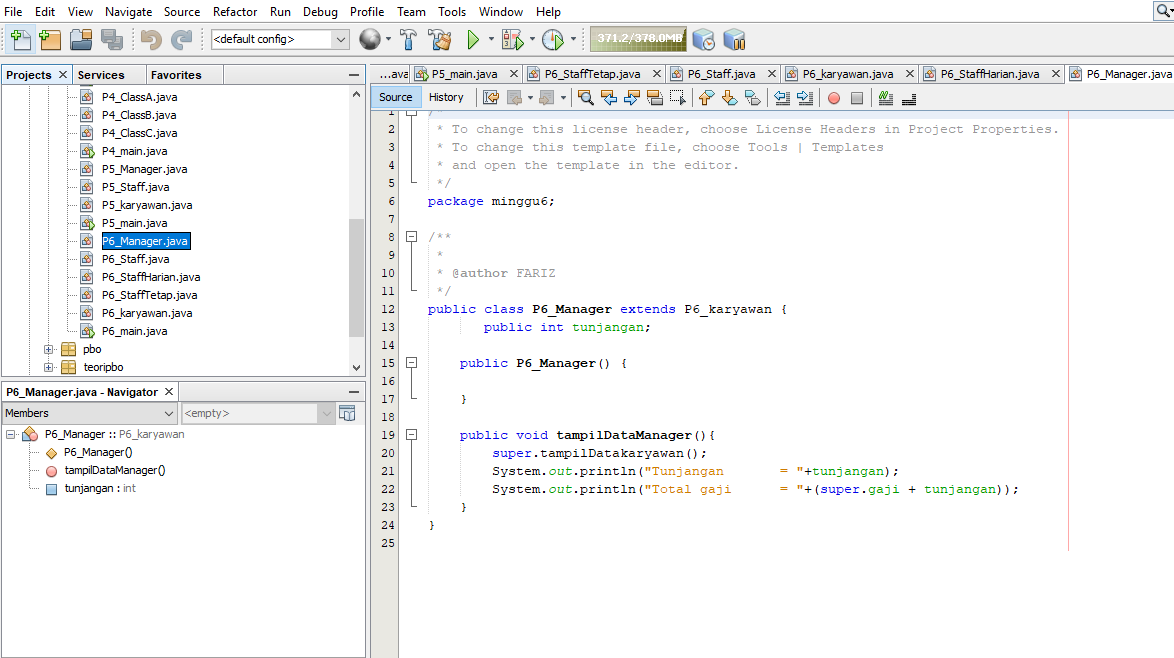 File Edit View Navigate Source Refactor Run Debug Profile Team Tools Window Help
<default config>
371.2/378.0MB
Projects
Services
Favorites
P4_ClassA.java
P4_ClassB.java
P4_ClassC.java
P4_main.java
P5_Manager.java
P5_Staff.java
P5_karyawan.java
P5_main.java
P6_Manager.java
P6_Staff.java
P6_StaffHarian.java
P6_StaffTetap.java
P6_karyawan.java
P6_main.java
pbo
teoripbo
P6_Manager.java - Navigator
Members
<empty>
P6_Manager :: P6_karyawan
P6_Manager()
tampilDataManager()
tunjangan : int
...ava P5_main.java P6_StaffTetap.java P6_Staff.java P6_karyawan.java P6_StaffHarian.java P6_Manager.java
Source History
1 /
2 * To change this license header, choose License Headers in Project Properties.
3 * To change this template file, choose Tools | Templates
4 * and open the template in the editor.
5 */
6 package minggu6;
7
8 /**
9 *
10 * @author FARIZ
11 */
12 public class P6_Manager extends P6_karyawan {
13 public int tunjangan;
14
15 public P6_Manager() {
16
17 }
18
19 public void tampilDataManager(){
20 super.tampilDatakaryawan();
21 System.out.println("Tunjangan       = "+tunjangan);
22 System.out.println("Total gaji      = "+(super.gaji + tunjangan));
23 }
24 }
25